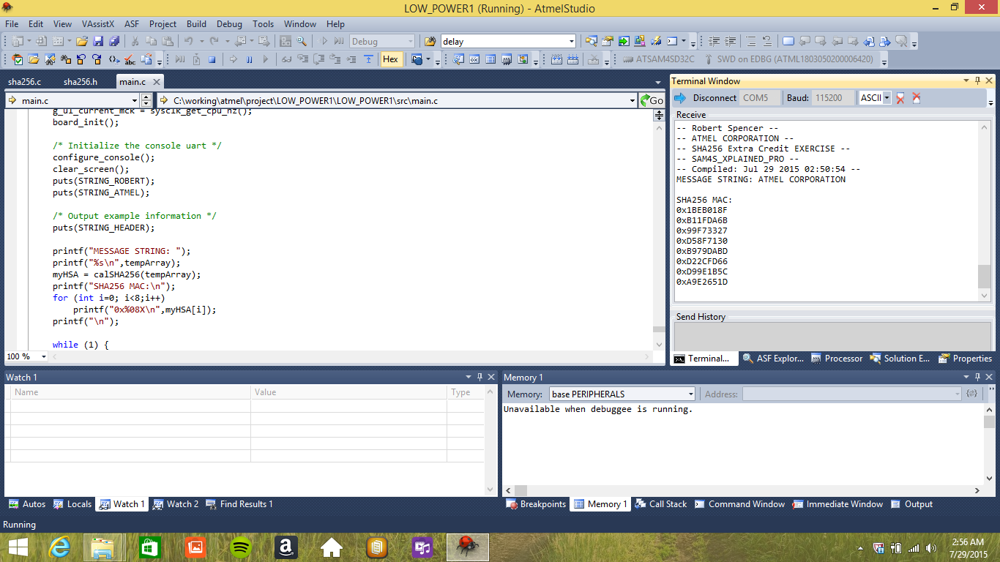 LOW_POWER1 (Running) - AtmelStudio
File Edit View VAssistX ASF Project Build Debug Tools Window Help
Debug delay
Hex ATSAM4SD32C SWD on EDBG (ATML1803050200006420)
sha256.c sha256.h main.c
main.c C:\working\atmel\project\LOW_POWER1\LOW_POWER1\src\main.c Go
g_ul_current_mck = sysclk_get_cpu_hz();
board_init();
/* Initialize the console uart */
configure_console();
clear_screen();
puts(STRING_ROBERT);
puts(STRING_ATMEL);
/* Output example information */
puts(STRING_HEADER);
printf("MESSAGE STRING: ");
printf("%s\n",tempArray);
myHSA = calSHA256(tempArray);
printf("SHA256 MAC:\n");
for (int i=0; i<8;i++)
printf("0x%08X\n",myHSA[i]);
printf("\n");
while (1) {
100 %
Terminal Window
Disconnect COM5 Baud: 115200 ASCII
Receive
-- Robert Spencer --
-- ATMEL CORPORATION --
-- SHA256 Extra Credit EXERCISE --
-- SAM4S_XPLAINED_PRO --
-- Compiled: Jul 29 2015 02:50:54 --
MESSAGE STRING: ATMEL CORPORATION
SHA256 MAC:
0x1BEB018F
0xB11FDA6B
0x99F73327
0xD58F7130
0xB979DABD
0xD22CFD66
0xD99E1B5C
0xA9E2651D
Send History
Terminal... ASF Explor... Processor Solution E... Properties
Watch 1
Name Value Type
Autos Locals Watch 1 Watch 2 Find Results 1
Memory 1
Memory: base PERIPHERALS Address:
Unavailable when debuggee is running.
Breakpoints Memory 1 Call Stack Command Window Immediate Window Output
Running
2:56 AM
7/29/2015